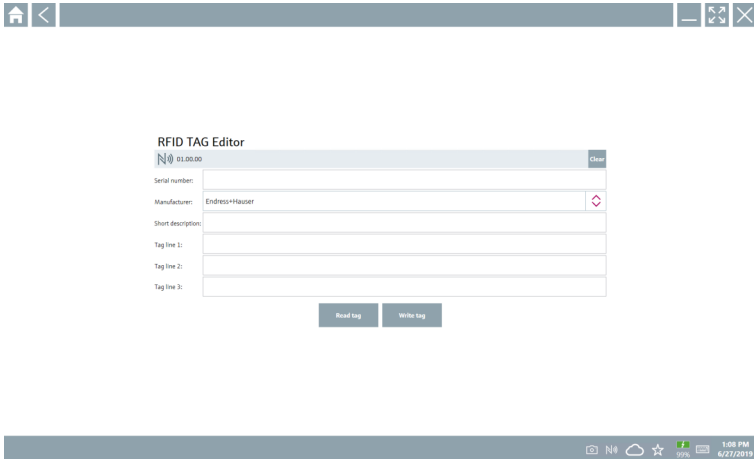 RFID TAG Editor
01.00.00 Clear
Serial number:
Manufacturer: Endress+Hauser
Short description:
Tag line 1:
Tag line 2:
Tag line 3:
Read tag Write tag
99% 1:08 PM
6/27/2019